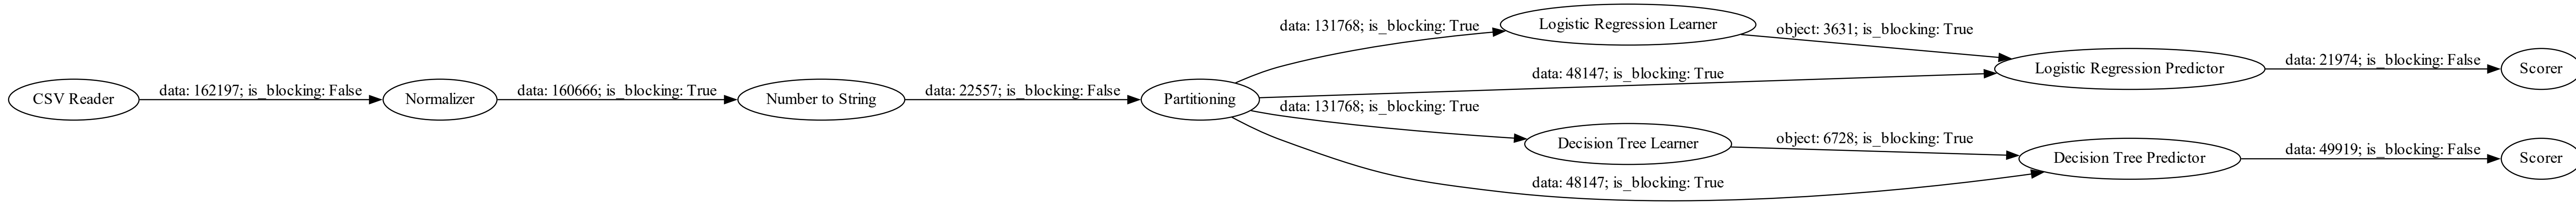 CSV Reader
data: 162197; is_blocking: False
Normalizer
data: 160666; is_blocking: True
Number to String
data: 22557; is_blocking: False
Partitioning
data: 131768; is_blocking: True
Logistic Regression Learner
object: 3631; is_blocking: True
data: 48147; is_blocking: True
Logistic Regression Predictor
data: 21974; is_blocking: False
Scorer
data: 131768; is_blocking: True
Decision Tree Learner
object: 6728; is_blocking: True
data: 48147; is_blocking: True
Decision Tree Predictor
data: 49919; is_blocking: False
Scorer